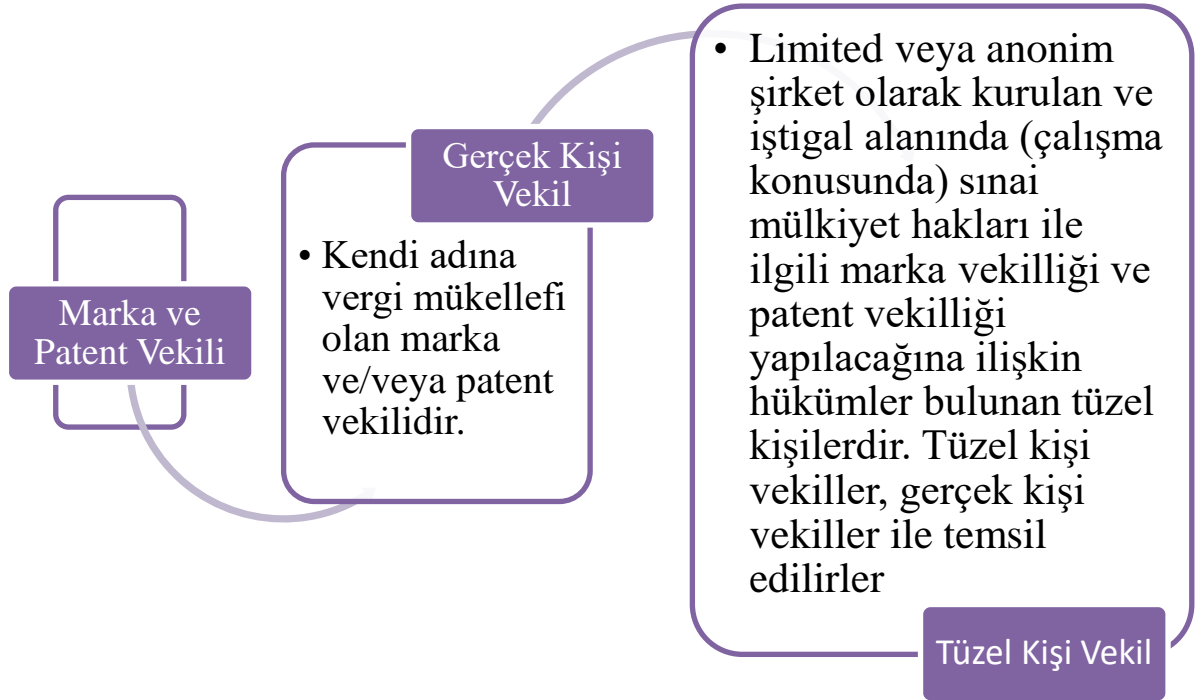 Marka ve
Patent Vekili
Gerçek Kişi
Vekil
• Kendi adına
vergi mükellefi
olan marka
ve/veya patent
vekilidir.
• Limited veya anonim
şirket olarak kurulan ve
iştigal alanında (çalışma
konusunda) sınai
mülkiyet hakları ile
ilgili marka vekilliği ve
patent vekilliği
yapılacağına ilişkin
hükümler bulunan tüzel
kişilerdir. Tüzel kişi
vekiller, gerçek kişi
vekiller ile temsil
edilirler
Tüzel Kişi Vekil